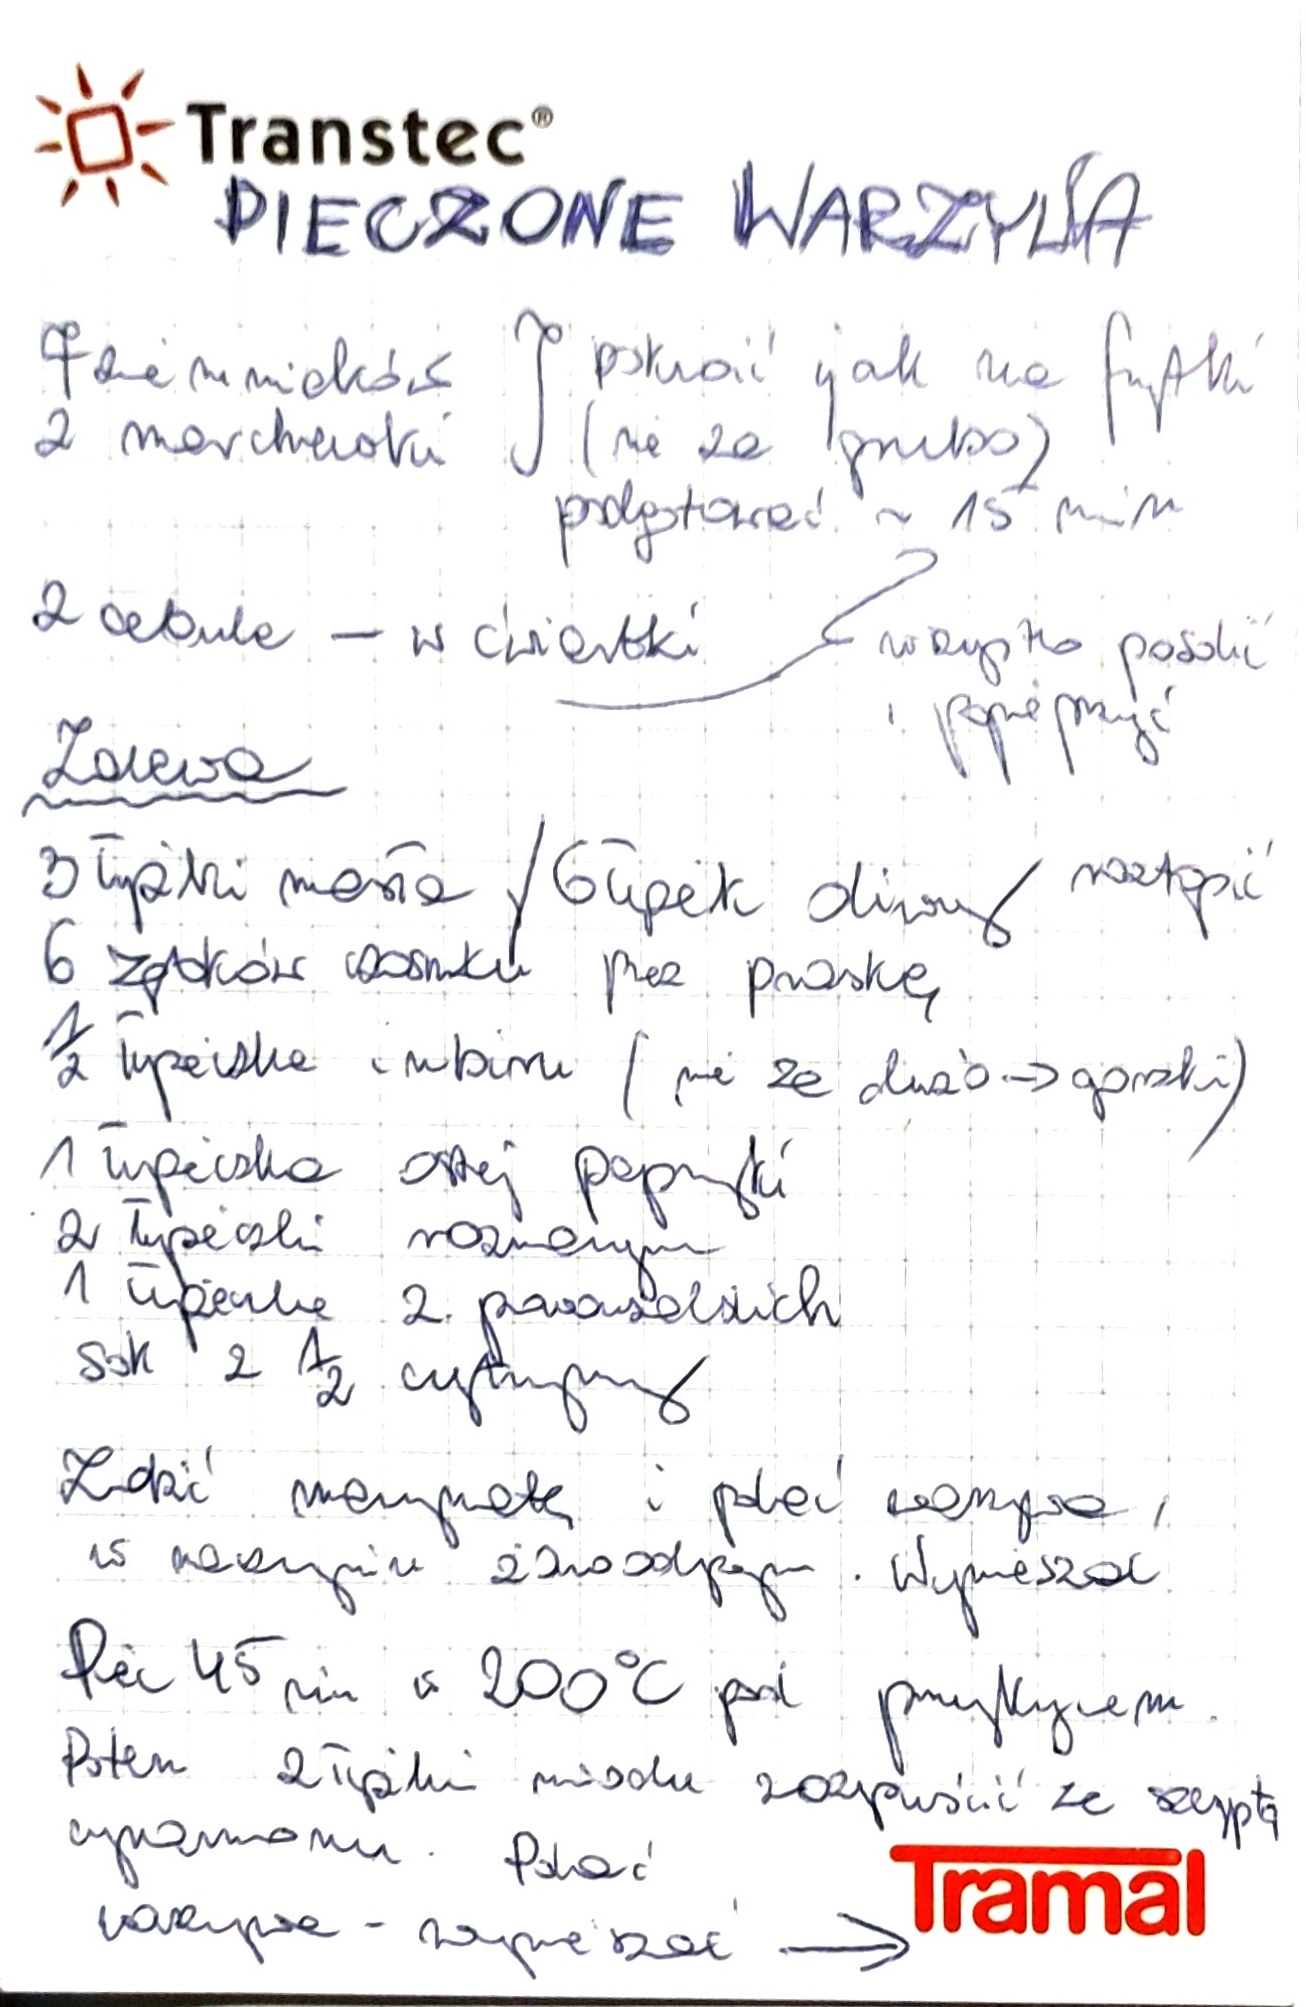 Transtec®
PIECZONE WARZYWA
7 ziemniaków } pokroić jak na frytki
2 marchewki (nie za grubo)
podgotować ~ 15 min
2 cebule — w ćwiartki
wszystko posolić
i popieprzyć
Zalewa
3 łyżki masła / 6 łyżek oliwy roztopić
6 ząbków czosnku przez praskę
1/2 łyżeczka imbiru (nie za dużo → gorzki)
1 łyżeczka ostrej papryki
2 łyżeczki rozmarynu
1 łyżeczka z. prowansalskich
Sok z 1/2 cytryny
Zrobić marynatę i polać warzywa,
w naczyniu żaroodpornym. Wymieszać
Piec 45 min w 200°C pod przykryciem.
Potem 2 łyżki miodu rozpuścić ze szczyptą
cynamonu. Polać
warzywa - wymieszać →
Tramal